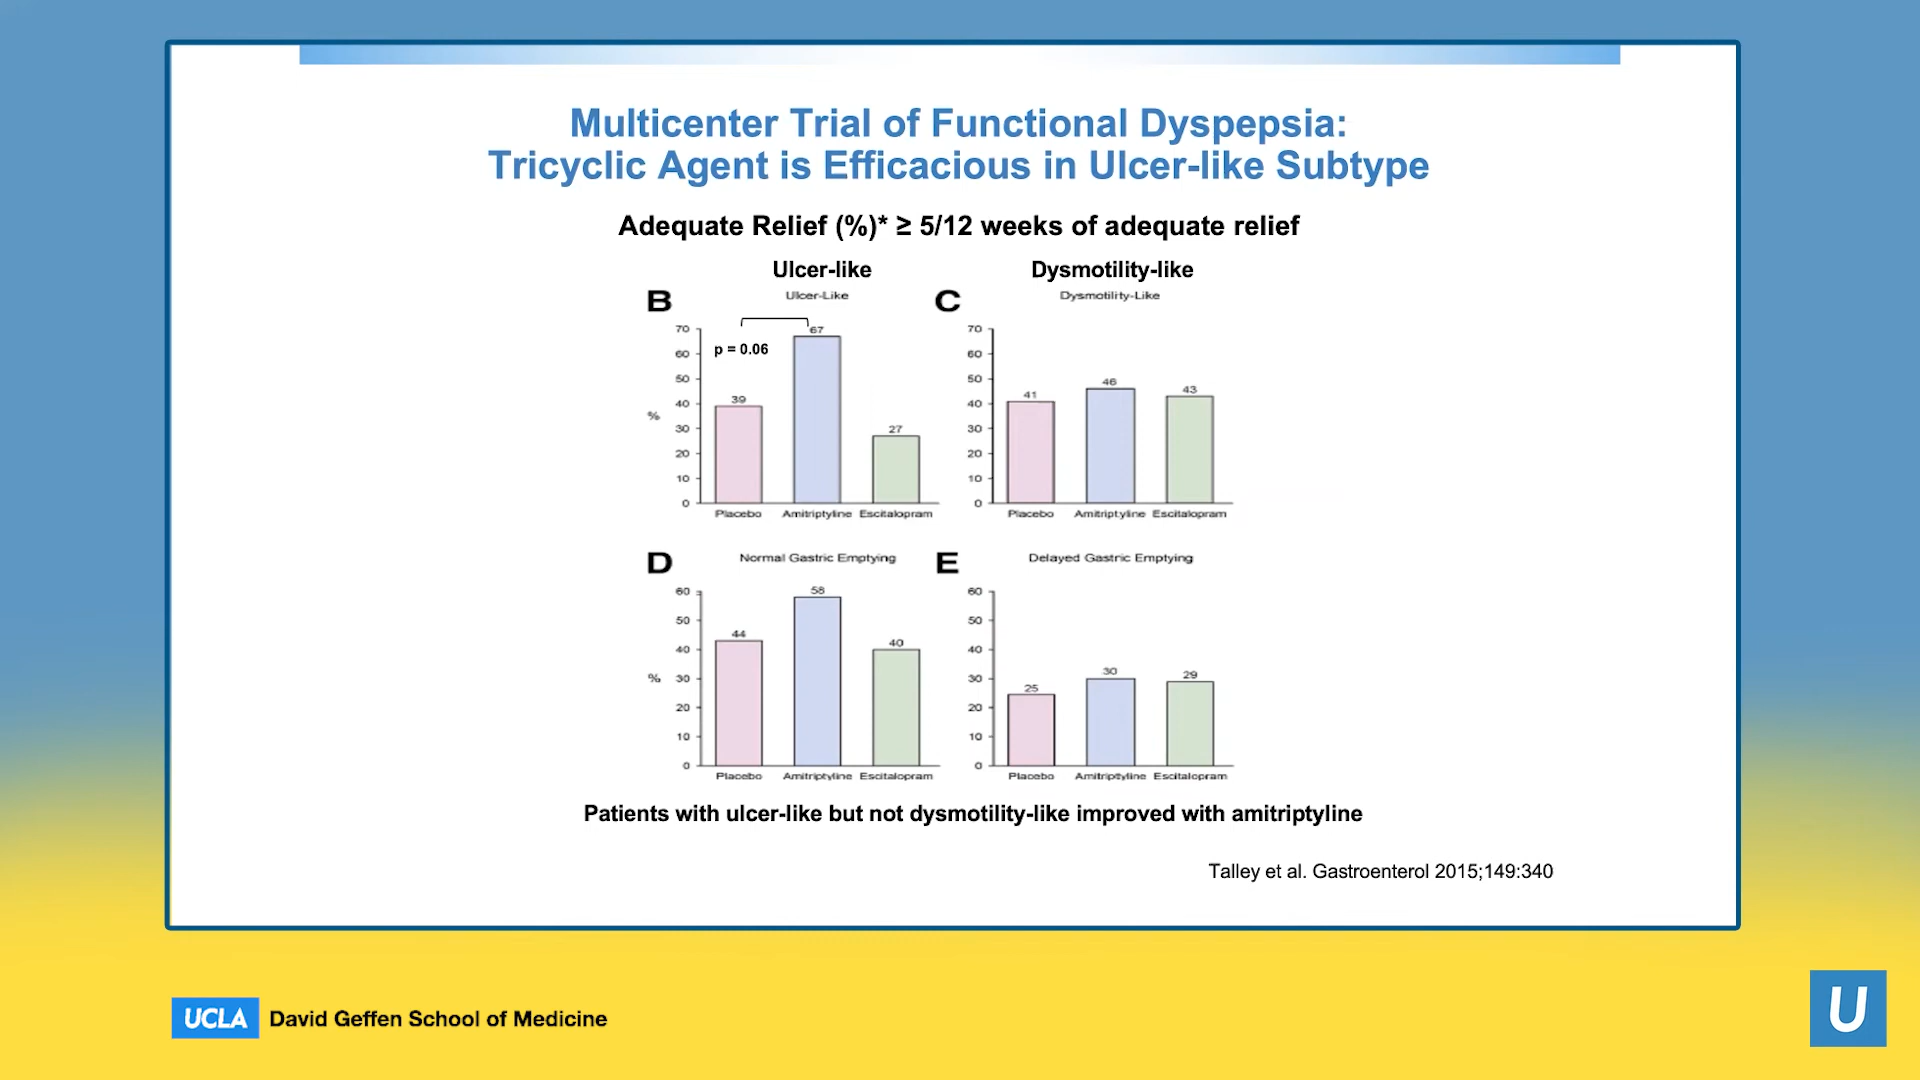 Multicenter Trial of Functional Dyspepsia:
Tricyclic Agent is Efficacious in Ulcer-like Subtype
Adequate Relief (%)* ≥ 5/12 weeks of adequate relief
Ulcer-like
B
Ulcer-Like
70
60
50
40
30
20
10
0
%
p = 0.06
39
67
27
Placebo Amitriptyline Escitalopram
Dysmotility-like
C
Dysmotility-Like
70
60
50
40
30
20
10
0
41
46
43
Placebo Amitriptyline Escitalopram
D
Normal Gastric Emptying
60
50
40
30
20
10
0
%
44
58
40
Placebo Amitriptyline Escitalopram
E
Delayed Gastric Emptying
60
50
40
30
20
10
0
25
30
29
Placebo Amitriptyline Escitalopram
Patients with ulcer-like but not dysmotility-like improved with amitriptyline
Talley et al. Gastroenterol 2015;149:340
UCLA David Geffen School of Medicine
U